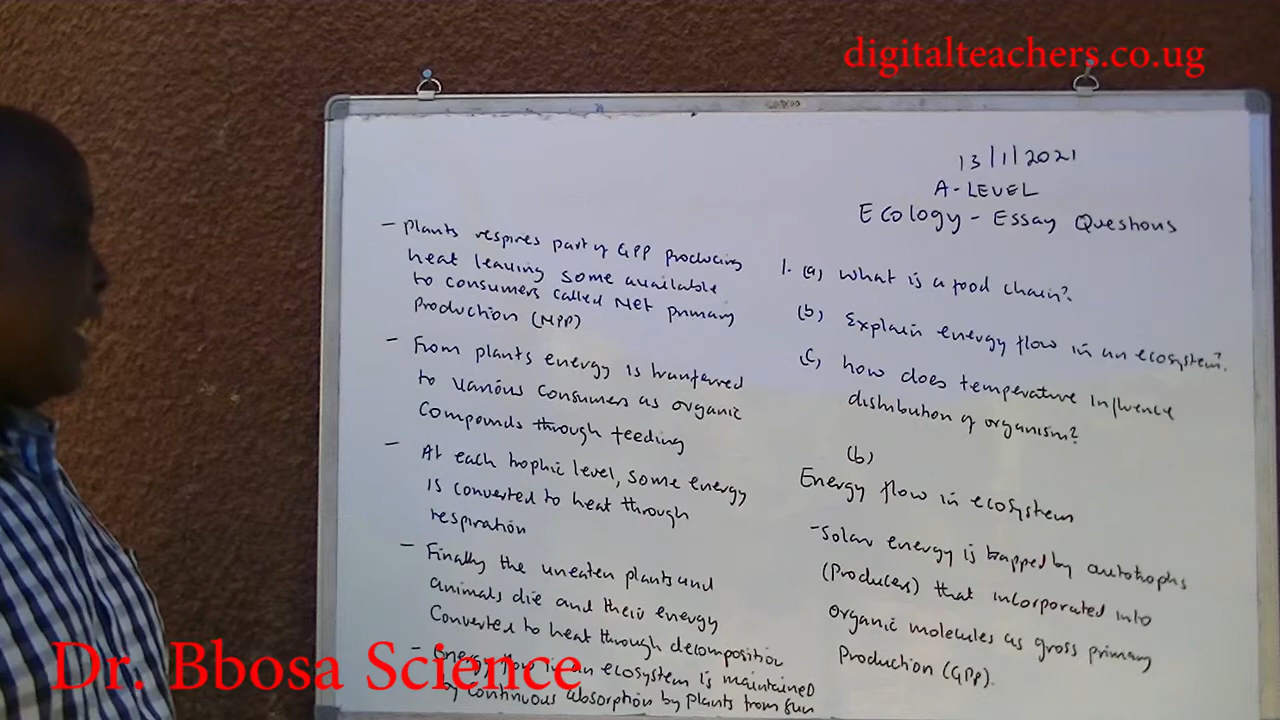 digitalteachers.co.ug
13/1/2021
A-LEVEL
Ecology - Essay Questions
1. (a) What is a food chain?
(b) Explain energy flow in an ecosystem?
(c) how does temperature influence
distribution of organism?
(b)
Energy flow in ecosystem
- Solar energy is trapped by autotrophs
(Producers) that incorporated into
organic molecules as gross primary
Production (GPP).
- Plants respires part of GPP producing
heat leaving some available
to consumers called Net primary
Production (NPP)
- From plants energy is tranferred
to various consumers as organic
Compounds through feeding
- At each trophic level, some energy
is converted to heat through
respiration
- Finally the uneaten plants and
animals die and their energy
Converted to heat through decomposition
- Energy flow in an ecosystem is maintained
by continuous absorption by plants from sun
Dr. Bbosa Science